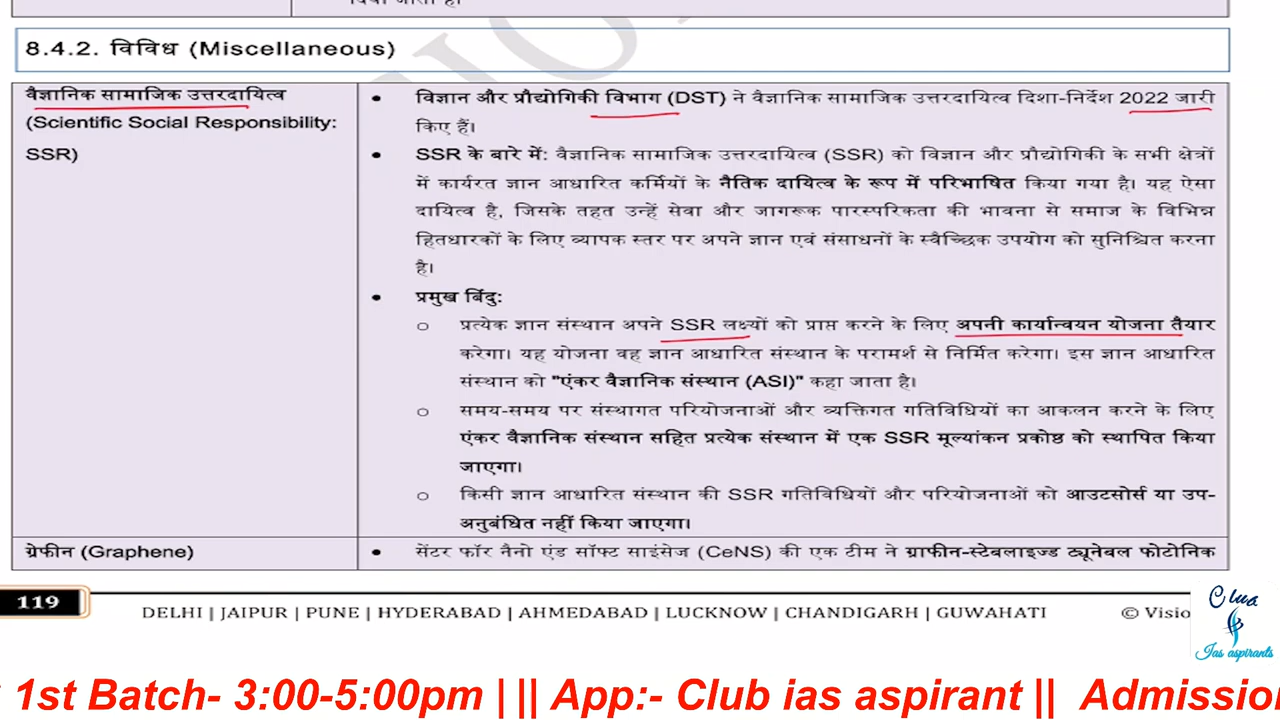 दिया जाता है।
8.4.2. विविध (Miscellaneous)
वैज्ञानिक सामाजिक उत्तरदायित्व
(Scientific Social Responsibility:
SSR)
• विज्ञान और प्रौद्योगिकी विभाग (DST) ने वैज्ञानिक सामाजिक उत्तरदायित्व दिशा-निर्देश 2022 जारी
किए हैं।
• SSR के बारे में: वैज्ञानिक सामाजिक उत्तरदायित्व (SSR) को विज्ञान और प्रौद्योगिकी के सभी क्षेत्रों
में कार्यरत ज्ञान आधारित कर्मियों के नैतिक दायित्व के रूप में परिभाषित किया गया है। यह ऐसा
दायित्व है, जिसके तहत उन्हें सेवा और जागरूक पारस्परिकता की भावना से समाज के विभिन्न
हितधारकों के लिए व्यापक स्तर पर अपने ज्ञान एवं संसाधनों के स्वैच्छिक उपयोग को सुनिश्चित करना
है।
• प्रमुख बिंदु:
○ प्रत्येक ज्ञान संस्थान अपने SSR लक्ष्यों को प्राप्त करने के लिए अपनी कार्यान्वयन योजना तैयार
करेगा। यह योजना वह ज्ञान आधारित संस्थान के परामर्श से निर्मित करेगा। इस ज्ञान आधारित
संस्थान को "एंकर वैज्ञानिक संस्थान (ASI)" कहा जाता है।
○ समय-समय पर संस्थागत परियोजनाओं और व्यक्तिगत गतिविधियों का आकलन करने के लिए
एंकर वैज्ञानिक संस्थान सहित प्रत्येक संस्थान में एक SSR मूल्यांकन प्रकोष्ठ को स्थापित किया
जाएगा।
○ किसी ज्ञान आधारित संस्थान की SSR गतिविधियों और परियोजनाओं को आउटसोर्स या उप-
अनुबंधित नहीं किया जाएगा।
ग्रेफीन (Graphene)
• सेंटर फॉर नैनो एंड सॉफ्ट साइंसेज (CeNS) की एक टीम ने ग्राफीन-स्टेबलाइज्ड ट्यूनेबल फोटोनिक
119
DELHI | JAIPUR | PUNE | HYDERABAD | AHMEDABAD | LUCKNOW | CHANDIGARH | GUWAHATI
© Visio
Club
Ias aspirants
1st Batch- 3:00-5:00pm | || App:- Club ias aspirant || Admission